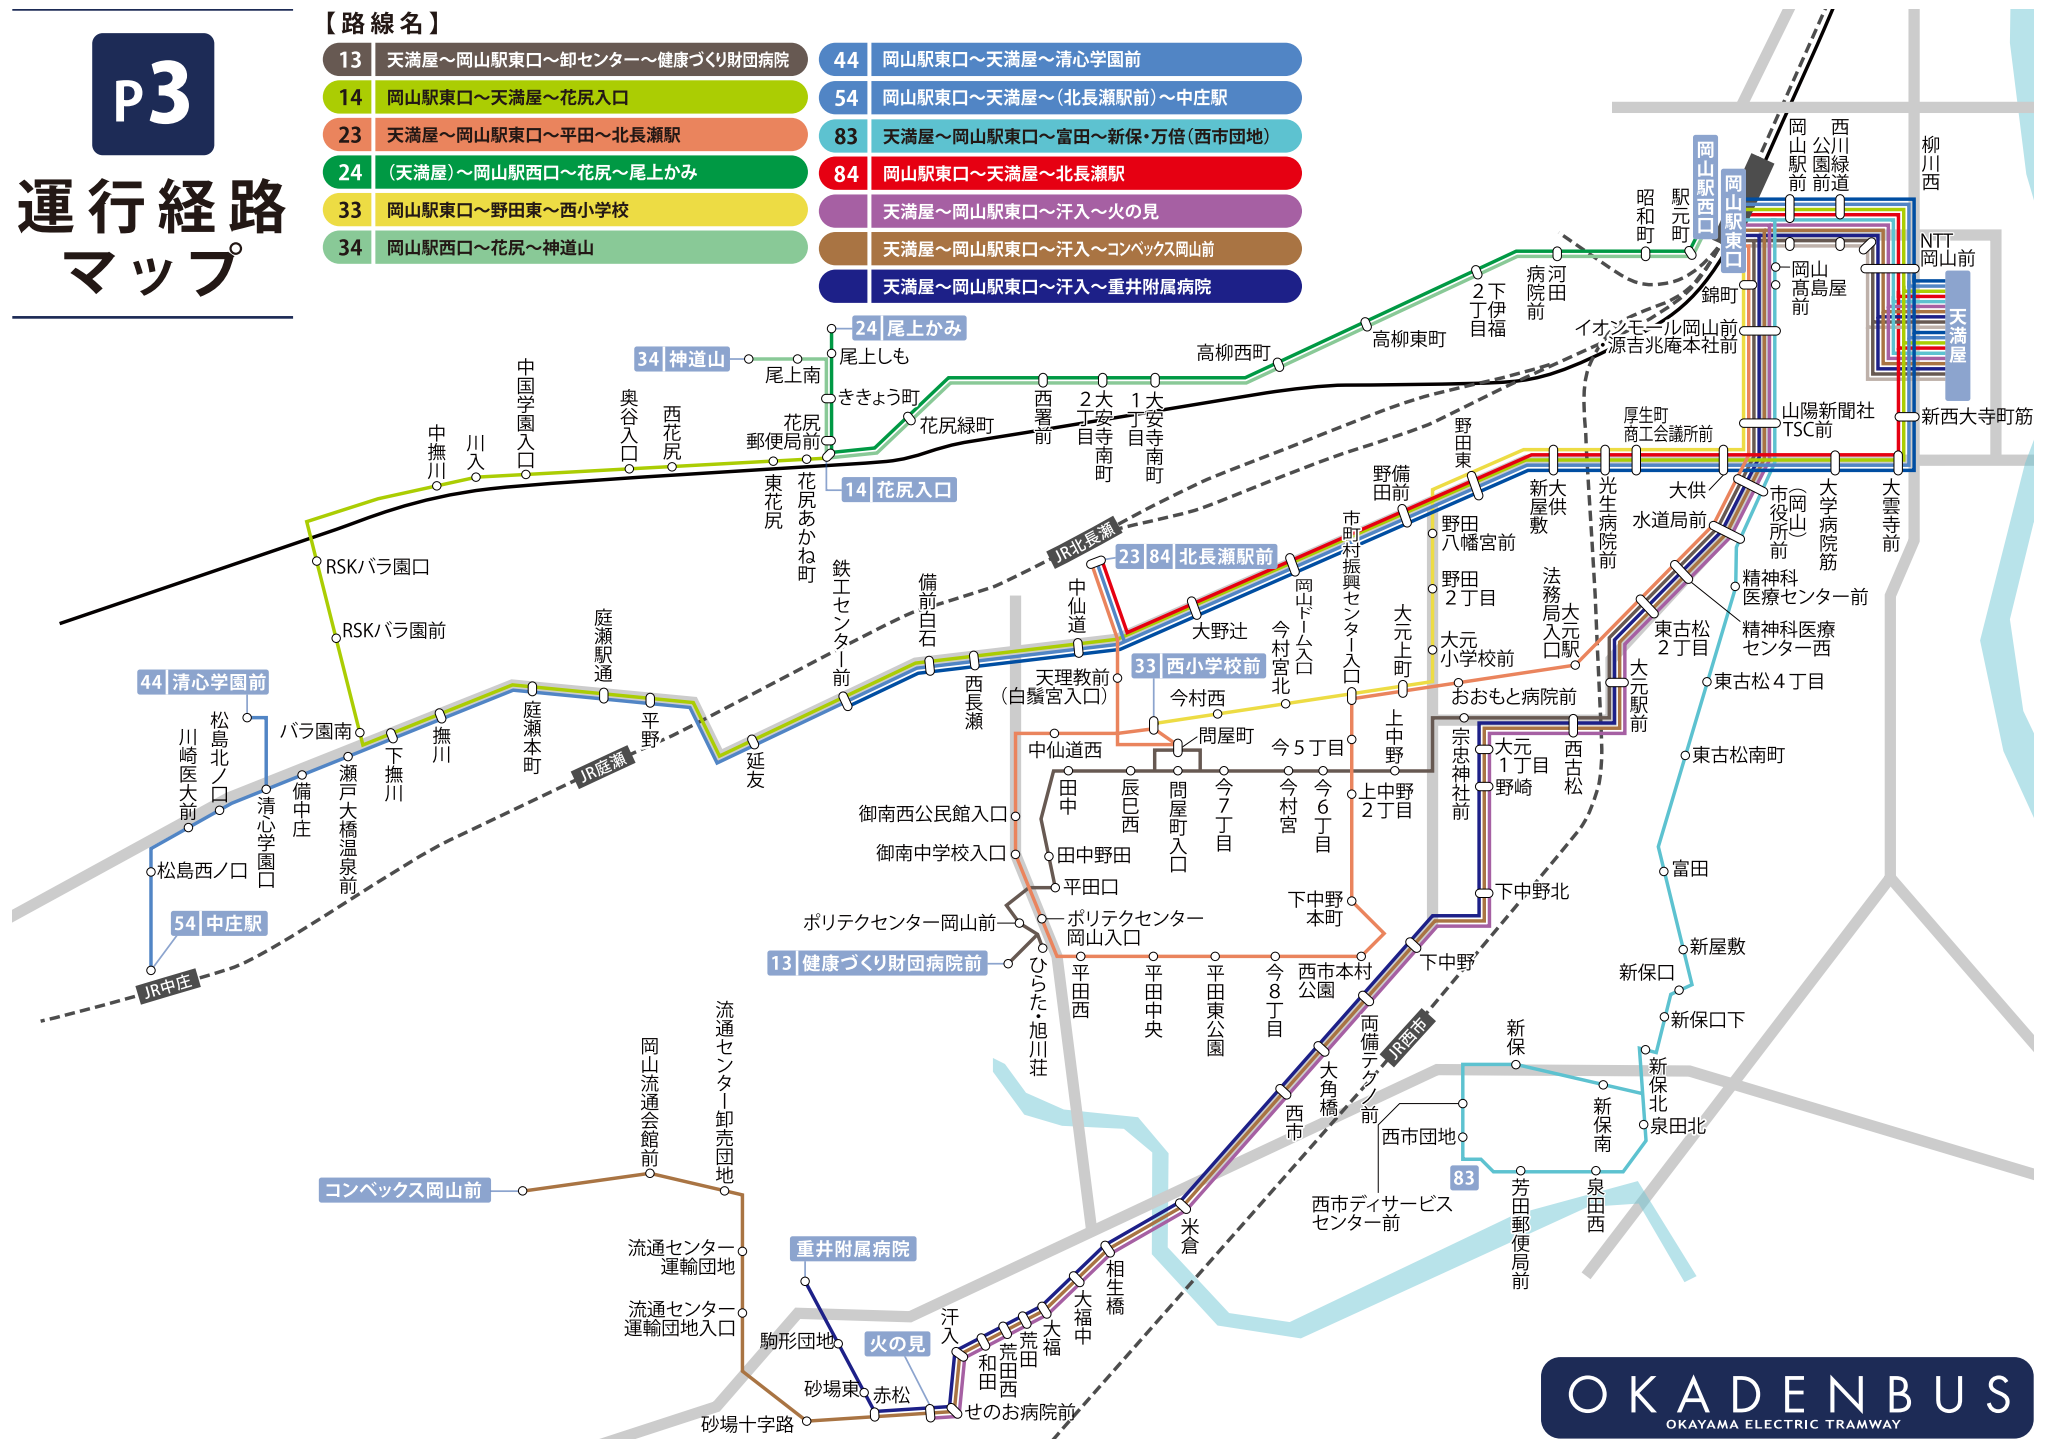 P3
運行経路
マップ
【路線名】
13 天満屋～岡山駅東口～卸センター～健康づくり財団病院
14 岡山駅東口～天満屋～花尻入口
23 天満屋～岡山駅東口～平田～北長瀬駅
24 （天満屋）～岡山駅西口～花尻～尾上かみ
33 岡山駅東～野田東～西小学校
34 岡山駅西口～花尻～神道山
44 岡山駅東口～天満屋～清心学園前
54 岡山駅東口～天満屋～（北長瀬駅前）～中庄駅
83 天満屋～岡山駅東口～富田～新保・万倍（西市団地）
84 岡山駅東口～天満屋～北長瀬駅
天満屋～岡山駅東口～汗入～火の見
天満屋～岡山駅東口～汗入～コンベックス岡山前
天満屋～岡山駅東口～汗入～重井附属病院
岡山駅西口
岡山駅東口
岡山駅前
西川緑道
公園前
柳川西
NTT
岡山前
天満屋
駅元町
昭和町
河田
病院前
下伊福
２丁目
高柳東町
高柳西町
大安寺南町
１丁目
大安寺南町
２丁目
西署前
花尻緑町
24 尾上かみ
34 神道山
尾上しも
尾上南
ききょう町
花尻
郵便局前
14 花尻入口
花尻あかね町
東花尻
西花尻
奥谷入口
中国学園入口
川入
中撫川
RSKバラ園口
RSKバラ園前
バラ園南
岡山
髙島屋
前
錦町
イオンモール岡山前
源吉兆庵本社前
山陽新聞社
TSC前
新西大寺町筋
厚生町
商工会議所前
大雲寺前
大学病院筋
大供
光生病院前
大供
新屋敷
野田東
備前
野田
岡山ドーム入口
大野辻
23 84 北長瀬駅前
JR北長瀬
中仙道
西長瀬
備前白石
鉄工センター前
延友
平野
庭瀬駅通
庭瀬本町
JR庭瀬
撫川
下撫川
瀬戸大橋温泉前
備中庄
清心学園口
44 清心学園前
松島北ノ口
川崎医大前
松島西ノ口
54 中庄駅
JR中庄
（岡山）
市役所前
水道局前
精神科
医療センター前
精神科医療
センター西
東古松
２丁目
東古松４丁目
東古松南町
富田
新屋敷
新保口
新保口下
新保北
新保
新保南
泉田北
泉田西
芳田郵便局前
83
西市団地
西市ディサービス
センター前
野田
八幡宮前
野田
２丁目
大元
小学校前
大元上町
市町村振興センター入口
今村宮北
今村西
33 西小学校前
おおもと病院前
大元駅
法務局入口
大元駅前
西古松
大元
１丁目
野崎
宗忠神社前
下中野北
下中野
天理教前
（白鬚宮入口）
問屋町
中仙道西
田中
辰巳西
問屋町入口
今７丁目
今村宮
今６丁目
今５丁目
上中野
上中野
２丁目
下中野
本町
御南西公民館入口
御南中学校入口
田中野田
平田口
ポリテクセンター岡山前
ポリテクセンター
岡山入口
13 健康づくり財団病院前
ひらた・旭川荘
平田西
平田中央
平田東公園
今８丁目
西市本村
公園
両備テクノ前
JR西市
大角橋
西市
米倉
相生橋
大福中
大福
荒田
荒田西
和田
汗入
せのお病院前
火の見
赤松
砂場東
駒形団地
重井附属病院
砂場十字路
流通センター
運輸団地入口
流通センター
運輸団地
流通センター卸売団地
岡山流通会館前
コンベックス岡山前
OKADENBUS
OKAYAMA ELECTRIC TRAMWAY